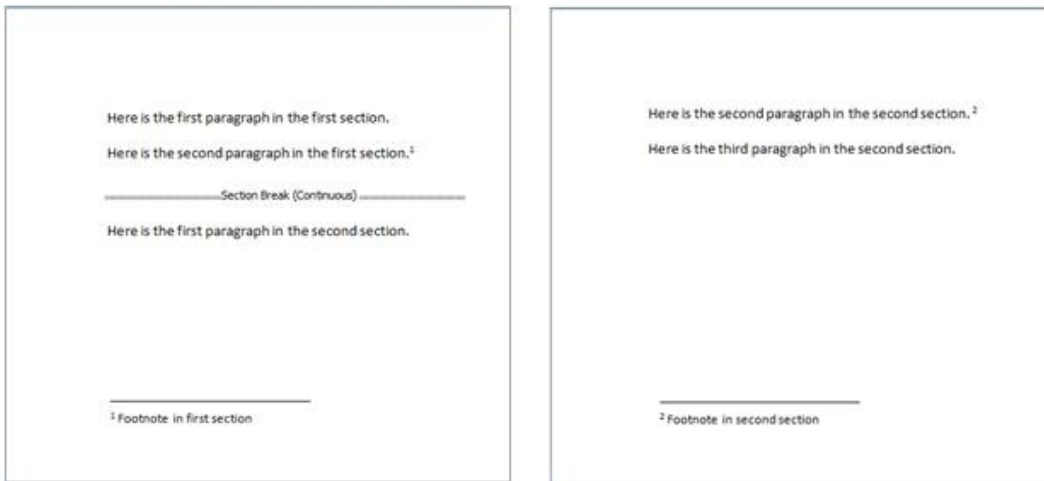 Here is the first paragraph in the first section.
Here is the second paragraph in the first section.¹
Section Break (Continuous)
Here is the first paragraph in the second section.
¹ Footnote in first section
Here is the second paragraph in the second section.²
Here is the third paragraph in the second section.
² Footnote in second section